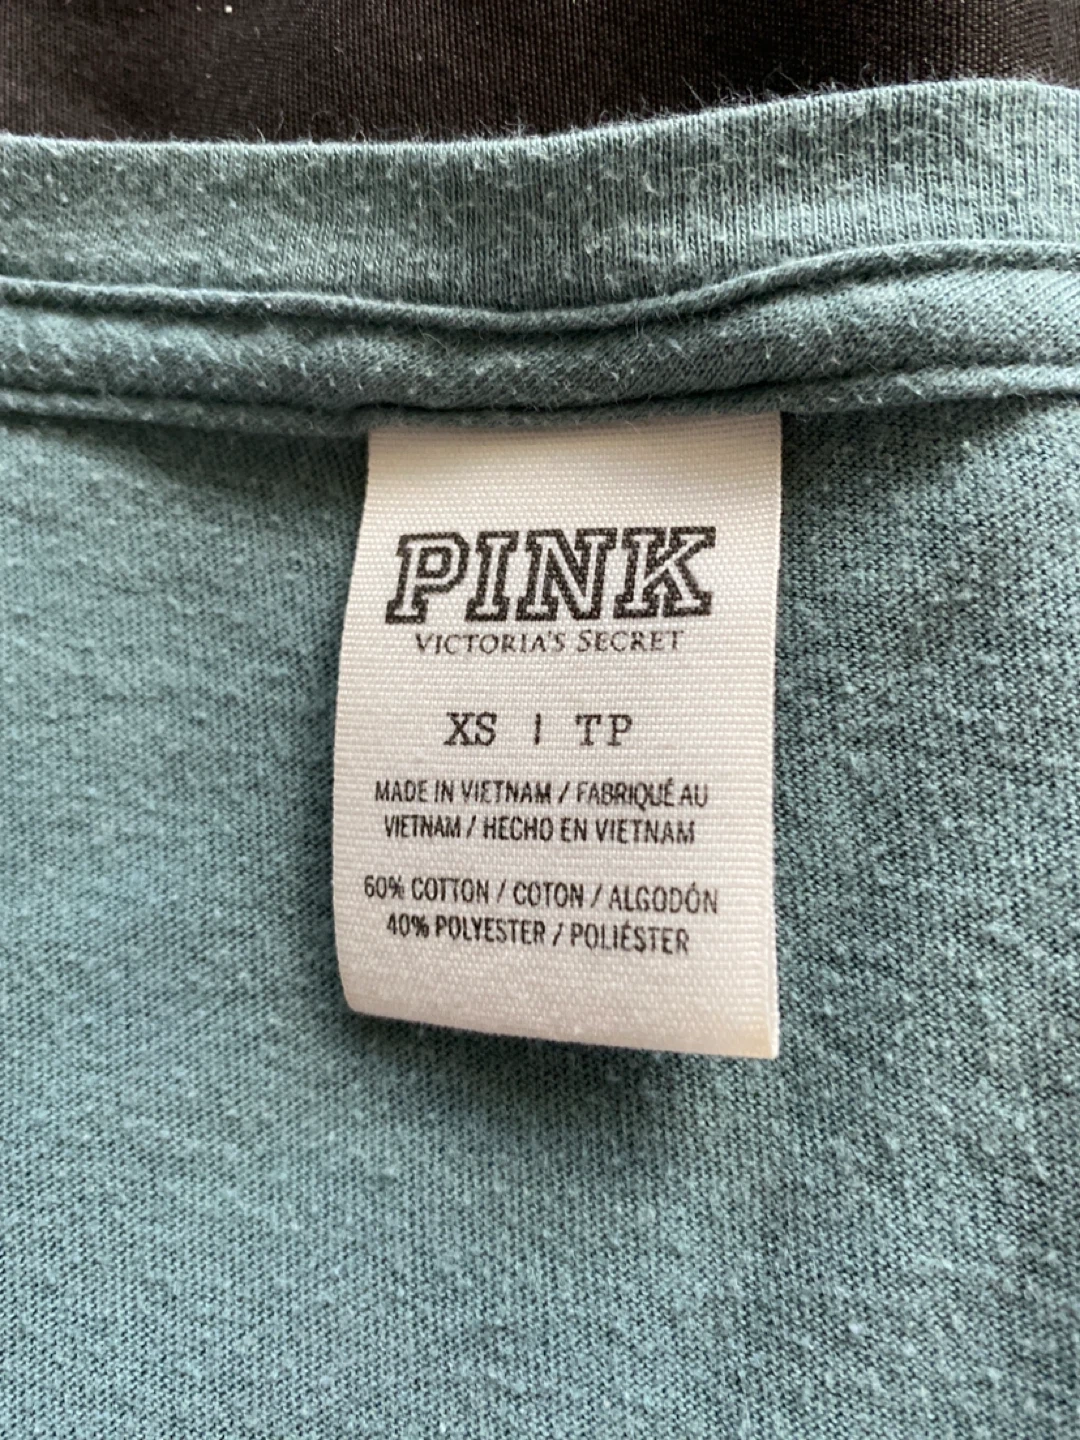 PINK
VICTORIA'S SECRET
XS | TP
MADE IN VIETNAM / FABRIQUÉ AU
VIETNAM / HECHO EN VIETNAM
60% COTTON / COTON / ALGODÓN
40% POLYESTER / POLIÉSTER